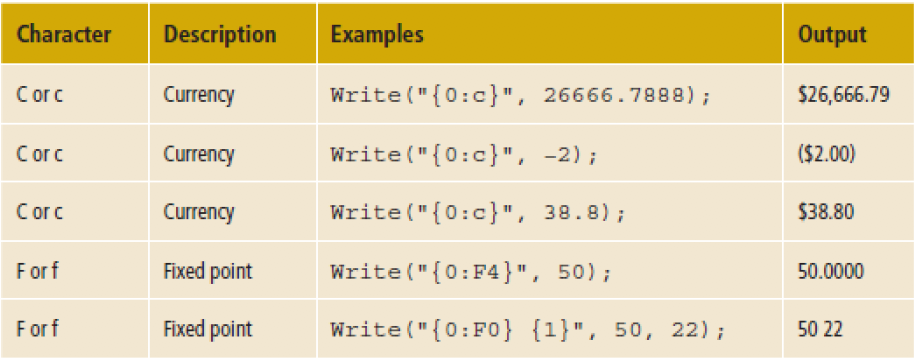 Character Description Examples Output
C or c Currency Write("{0:c}", 26666.7888); $26,666.79
C or c Currency Write("{0:c}", -2); ($2.00)
C or c Currency Write("{0:c}", 38.8); $38.80
F or f Fixed point Write("{0:F4}", 50); 50.0000
F or f Fixed point Write("{0:F0} {1}", 50, 22); 50 22